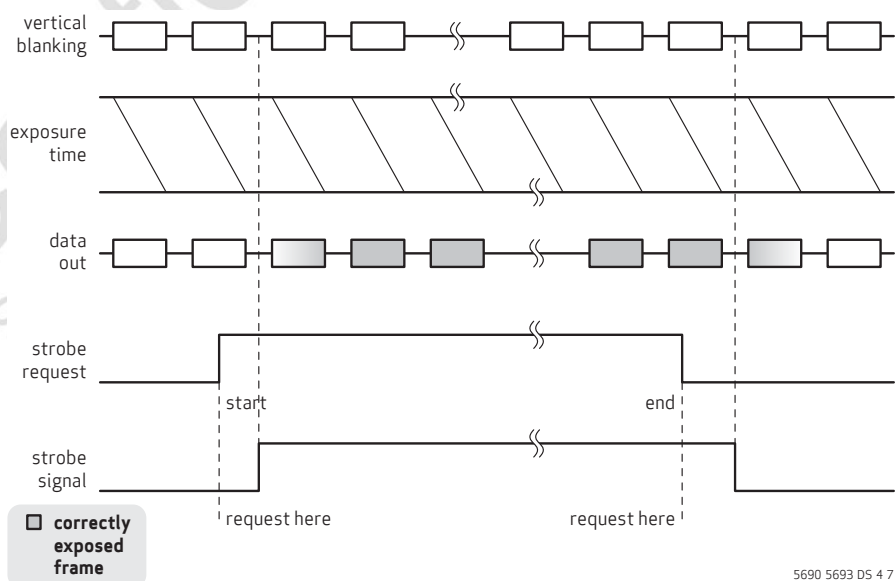 vertical
blanking
exposure
time
data
out
strobe
request
start
end
strobe
signal
request here
request here
correctly
exposed
frame
5690 5693 DS 4 7